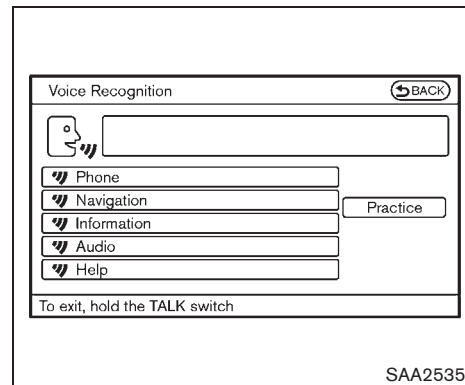 Voice Recognition
BACK
Phone
Navigation
Practice
Information
Audio
Help
To exit, hold the TALK switch
SAA2535